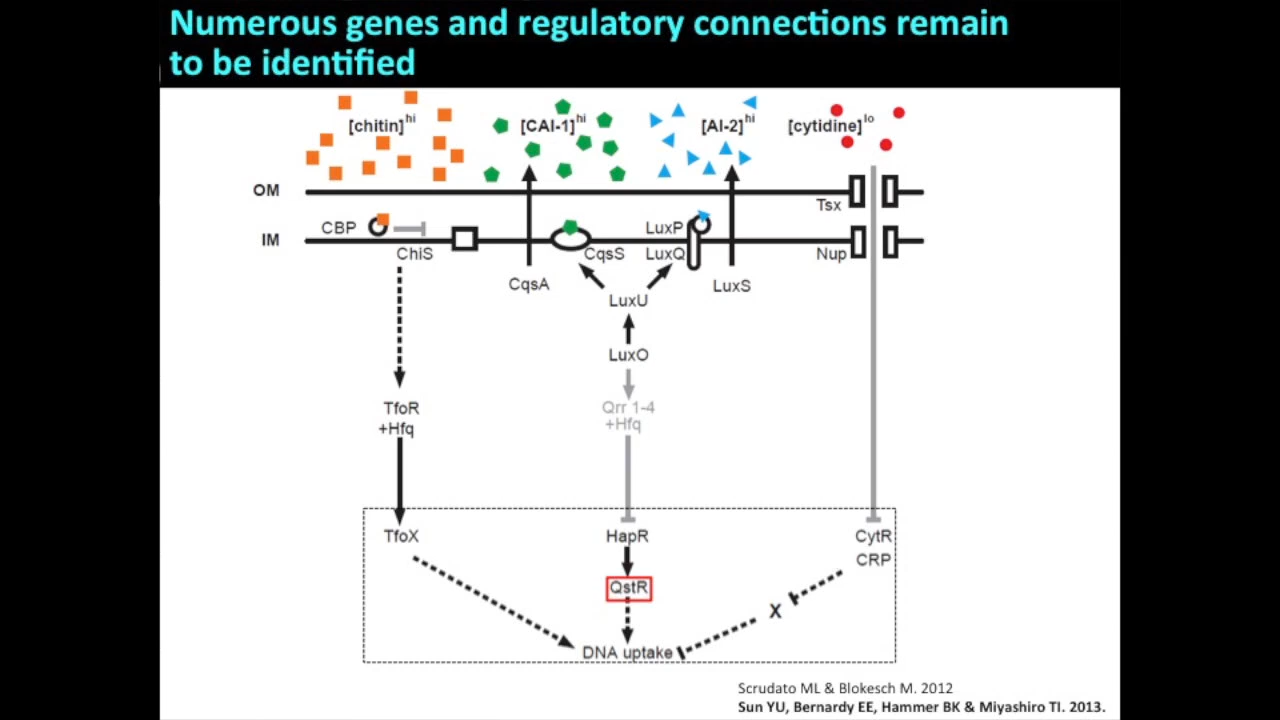 Numerous genes and regulatory connections remain
to be identified
[chitin]hi [CAI-1]hi [AI-2]hi [cytidine]lo
OM
Tsx
CBP LuxP
IM
ChiS CqsS LuxQ Nup
CqsA LuxS
LuxU
LuxO
TfoR Qrr 1-4
+Hfq +Hfq
TfoX HapR CytR
CRP
QstR
X
DNA uptake
Scrudato ML & Blokesch M. 2012
Sun YU, Bernardy EE, Hammer BK & Miyashiro TI. 2013.